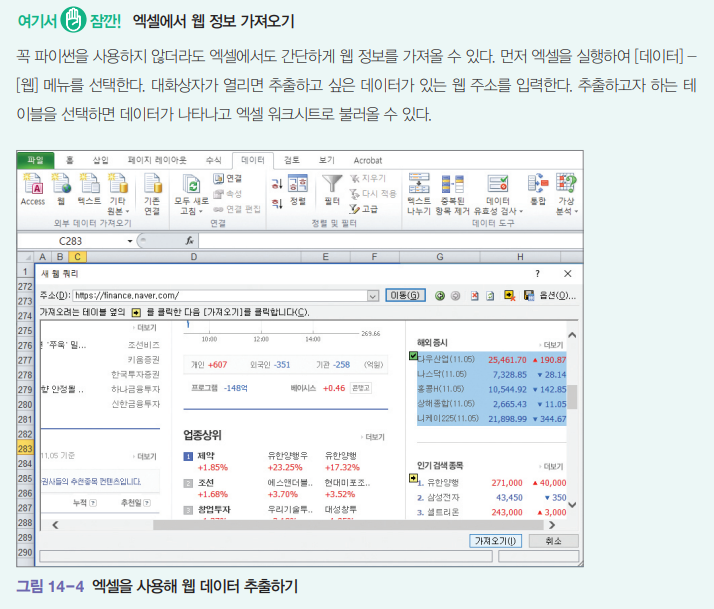 여기서 잠깐! 엑셀에서 웹 정보 가져오기
꼭 파이썬을 사용하지 않더라도 엑셀에서도 간단하게 웹 정보를 가져올 수 있다. 먼저 엑셀을 실행하여 [데이터] –
[웹] 메뉴를 선택한다. 대화상자가 열리면 추출하고 싶은 데이터가 있는 웹 주소를 입력한다. 추출하고자 하는 테
이블을 선택하면 데이터가 나타나고 엑셀 워크시트로 불러올 수 있다.
파일 홈 삽입 페이지 레이아웃 수식 데이터 검토 보기 Acrobat
Access 웹 텍스트 기타 원본 기존 연결 모두 새로 고침 연결 속성 연결 편집 정렬 필터 지우기 다시 적용 고급 텍스트 나누기 중복된 항목 제거 데이터 유효성 검사 통합 가상 분석
외부 데이터 가져오기 연결 정렬 및 필터 데이터 도구
C283 fx
A B C D E F G H
1 새 웹 쿼리 ?
272
273 주소(D): https://finance.naver.com/ 이동(G) 옵션(O)...
274 가져오려는 테이블 옆의 를 클릭한 다음 [가져오기]를 클릭합니다(C).
275 더보기 269.66
10:00 12:00 14:00
해외 증시 더보기
276 '주목' 밀... 조선비즈
277 키움증권 개인 +607 외국인 -351 기관 -258 (억원) 다우산업(11.05) 25,461.70 ▲ 190.87
278 한국투자증권 나스닥(11.05) 7,328.85 ▼ 28.14
279 향 안정될 .. 하나금융투자 프로그램 -148억 베이시스 +0.46 콘탱고 홍콩H(11.05) 10,544.92 ▼ 142.85
280 신한금융투자 상해종합(11.05) 2,665.43 ▼ 11.05
281 니케이225(11.05) 21,898.99 ▼ 344.67
282 업종상위 더보기
283 11.05 기준 더보기 1 제약 유한양행우 유한양행
284 +1.85% +23.25% +17.32% 인기 검색 종목 더보기
285 권사들의 추천종목 컨텐츠입니다. 2 조선 에스앤더블.. 현대미포조.. 1. 유한양행 271,000 ▲ 40,000
286 누적 추천일 +1.68% +3.70% +3.52% 2. 삼성전자 43,450 ▼ 350
287 3 창업투자 우리기술투.. 대성창투 3. 셀트리온 243,000 ▲ 3,000
288
289 가져오기(I) 취소
290
그림 14-4 엑셀을 사용해 웹 데이터 추출하기